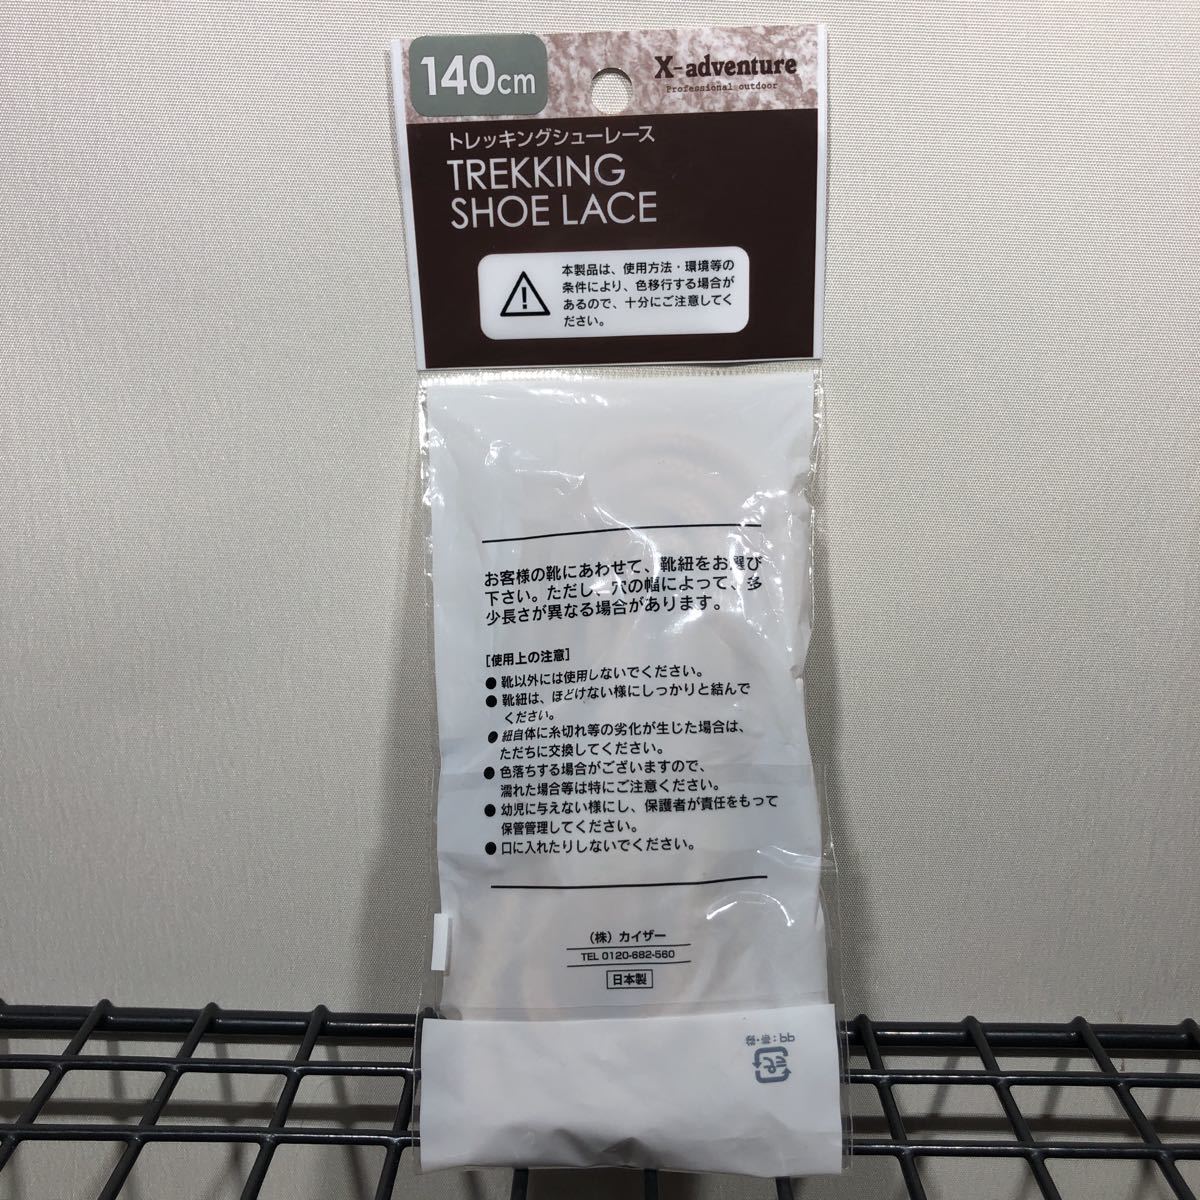 140cm
X-adventure
Professional outdoor
トレッキングシューレース
TREKKING
SHOE LACE
本製品は、使用方法・環境等の
条件により、色移行する場合が
あるので、十分にご注意してく
ださい。
お客様の靴にあわせて、靴紐をお選び
下さい。ただし、穴の幅によって、多
少長さが異なる場合があります。
[使用上の注意]
● 靴以外には使用しないでください。
● 靴紐は、ほどけない様にしっかりと結んで
ください。
● 紐自体に糸切れ等の劣化が生じた場合は、
ただちに交換してください。
● 色落ちする場合がございますので、
濡れた場合等は特にご注意ください。
● 幼児に与えない様にし、保護者が責任をもって
保管管理してください。
● 口に入れたりしないでください。
(株) カイザー
TEL 0120-682-560
日本製
プラ